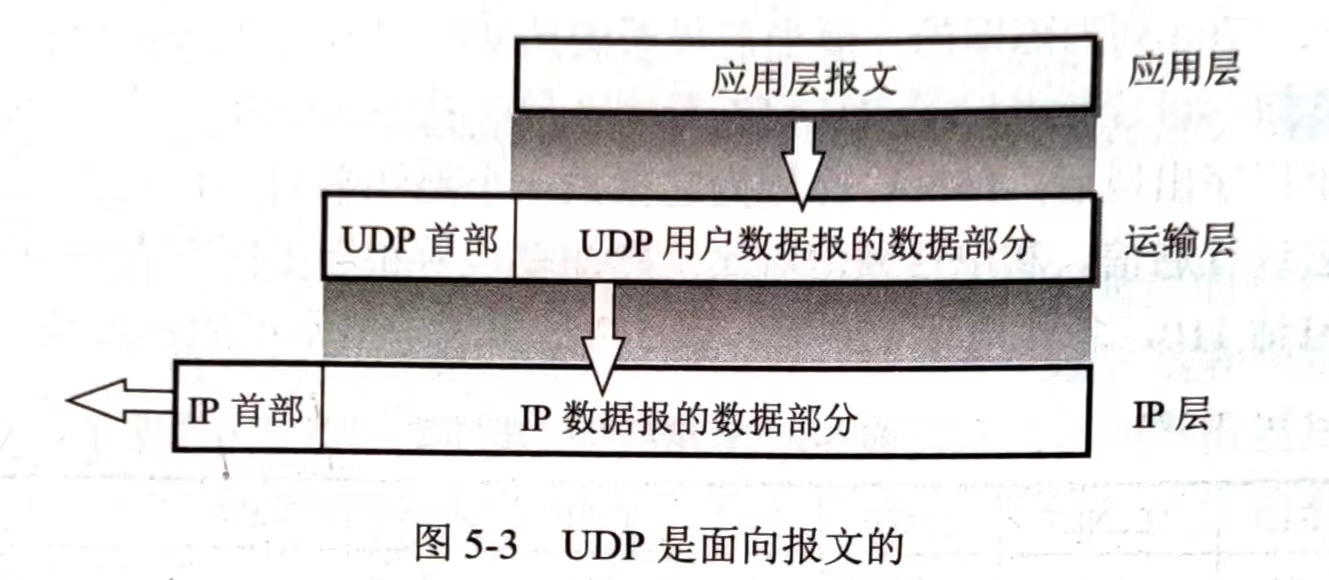 应用层报文 应用层
UDP 首部 UDP 用户数据报的数据部分 运输层
IP 首部 IP 数据报的数据部分 IP 层
图 5-3 UDP 是面向报文的